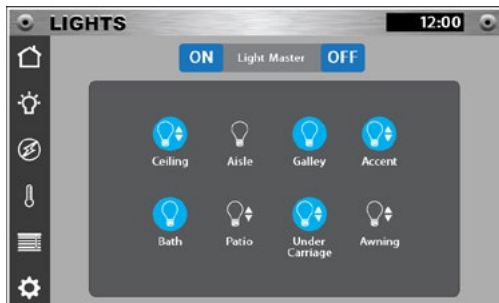 LIGHTS
12:00
ON Light Master OFF
Ceiling Aisle Galley Accent
Bath Patio Under Carriage Awning